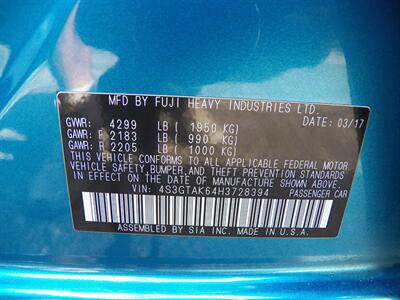 MFD BY FUJI HEAVY INDUSTRIES LTD.
GVWR: 4299 LB ( 1950 KG) DATE: 03/17
GAWR: F 2183 LB ( 990 KG)
GAWR: R 2205 LB ( 1000 KG)
THIS VEHICLE CONFORMS TO ALL APPLICABLE FEDERAL MOTOR
VEHICLE SAFETY, BUMPER, AND THEFT PREVENTION STANDARDS
IN EFFECT ON THE DATE OF MANUFACTURE SHOWN ABOVE.
VIN: 4S3GTAK64H3728394 PASSENGER CAR
ASSEMBLED BY SIA INC. MADE IN U.S.A.